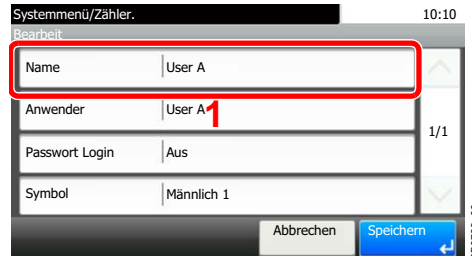 Systemmenü/Zähler. 10:10
Bearbeit
Name User A
Anwender User A
1
1/1
Passwort Login Aus
Symbol Männlich 1
Abbrechen Speichern